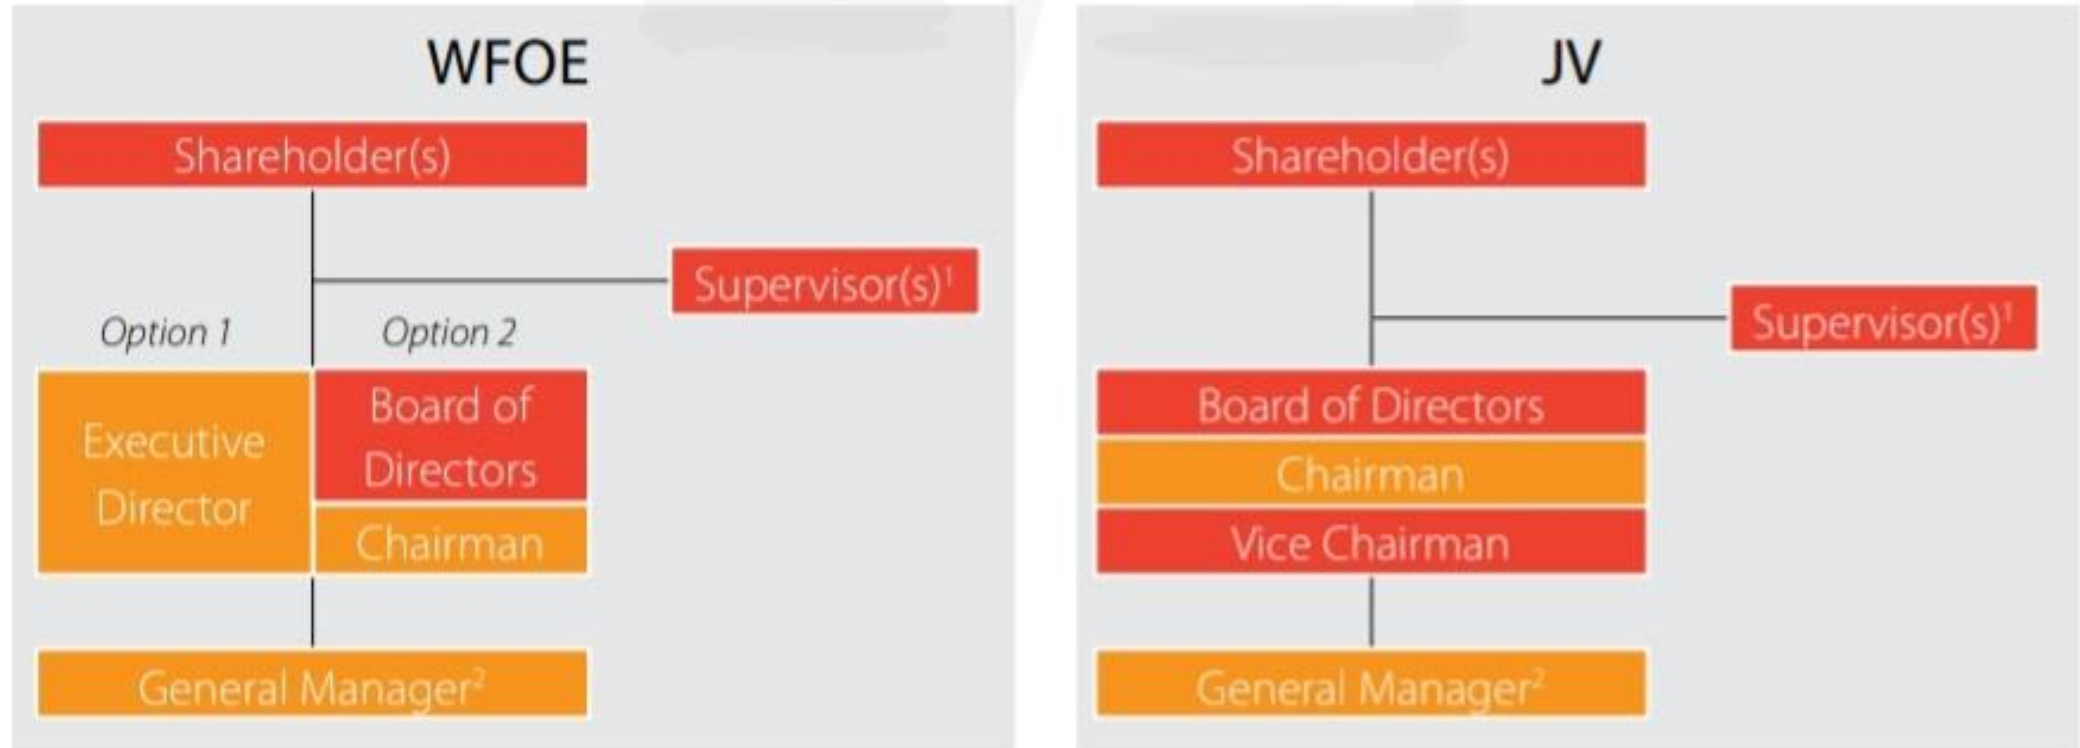 WFOE
Shareholder(s)
Supervisor(s)¹
Option 1
Option 2
Executive
Director
Board of
Directors
Chairman
General Manager²
JV
Shareholder(s)
Supervisor(s)¹
Board of Directors
Chairman
Vice Chairman
General Manager²